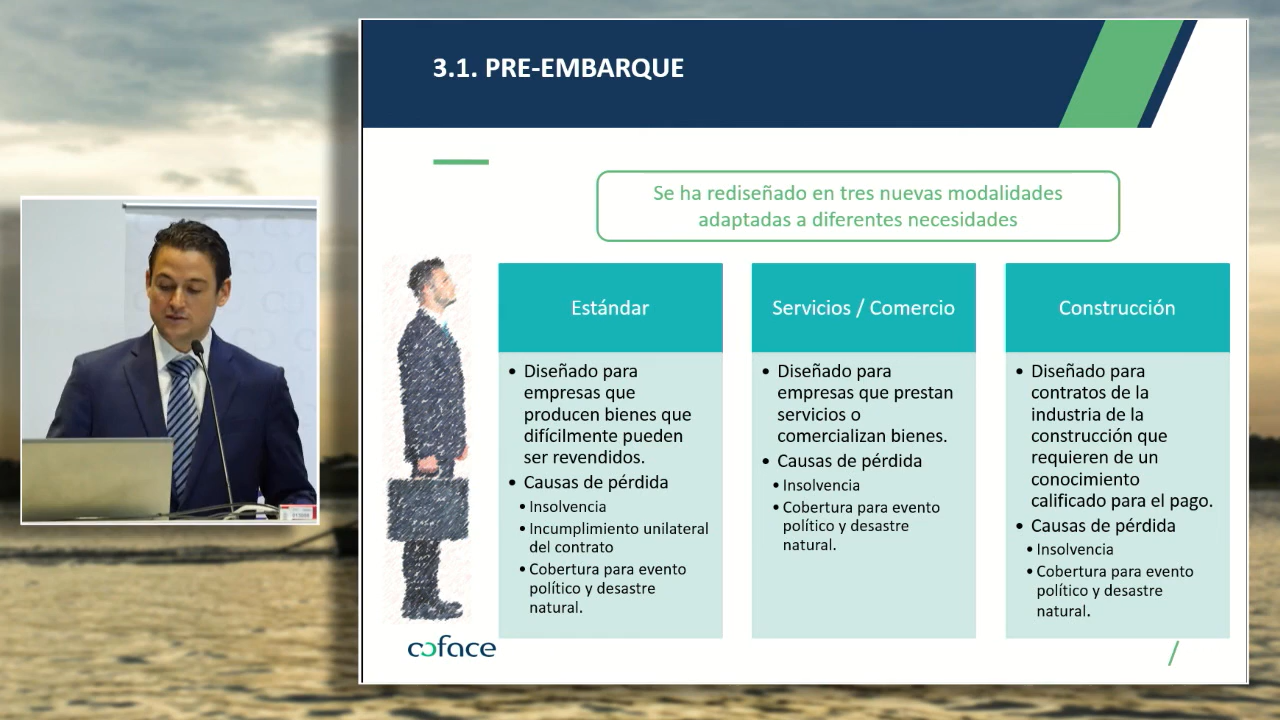 3.1. PRE-EMBARQUE
Se ha rediseñado en tres nuevas modalidades
adaptadas a diferentes necesidades
Estándar
• Diseñado para
empresas que
producen bienes que
difícilmente pueden
ser revendidos.
• Causas de pérdida
• Insolvencia
• Incumplimiento unilateral
del contrato
• Cobertura para evento
político y desastre
natural.
Servicios / Comercio
• Diseñado para
empresas que prestan
servicios o
comercializan bienes.
• Causas de pérdida
• Insolvencia
• Cobertura para evento
político y desastre
natural.
Construcción
• Diseñado para
contratos de la
industria de la
construcción que
requieren de un
conocimiento
calificado para el pago.
• Causas de pérdida
• Insolvencia
• Cobertura para evento
político y desastre
natural.
coface
/